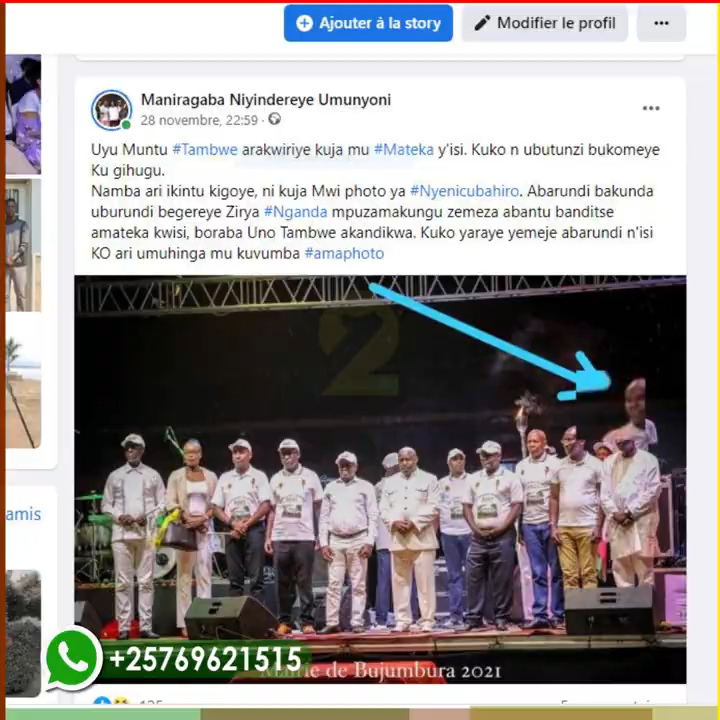 Ajouter à la story
Modifier le profil
Maniragaba Niyindereye Umunyoni
28 novembre, 22:59 ·
Uyu Muntu #Tambwe arakwiriye kuja mu #Mateka y'isi. Kuko n ubutunzi bukomeye
Ku gihugu.
Namba ari ikintu kigoye, ni kuja Mwi photo ya #Nyenicubahiro. Abarundi bakunda
uburundi begereye Zirya #Nganda mpuzamakungu zemeza abantu banditse
amateka kwisi, boraba Uno Tambwe akandikwa. Kuko yaraye yemeje abarundi n'isi
KO ari umuhinga mu kuvumba #amaphoto
2
amis
+25769621515
de Bujumbura 2021